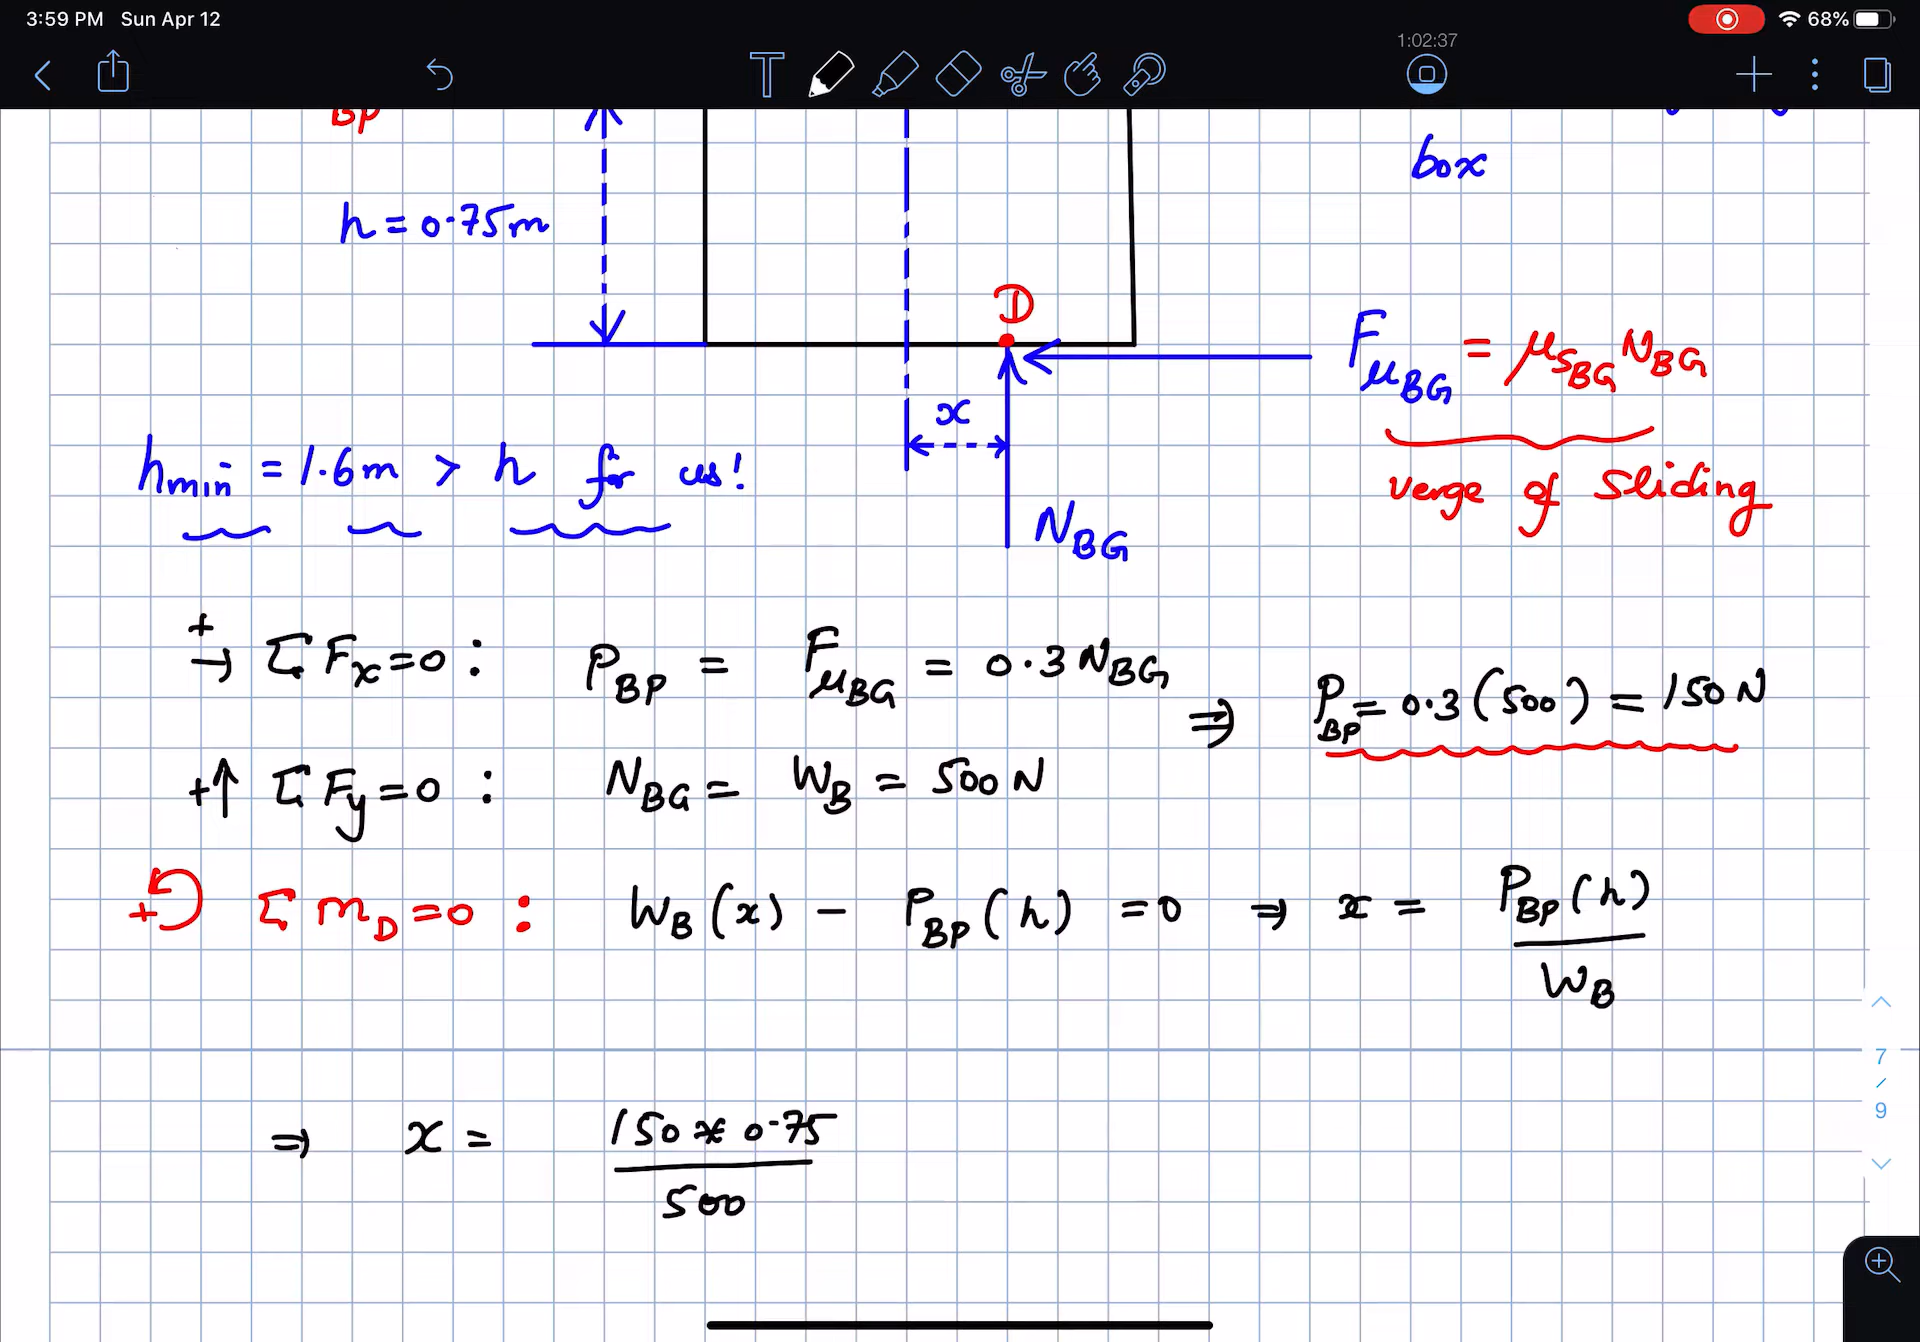 3:59 PM Sun Apr 12
68%
1:02:37
T
BP
box
h = 0.75m
D
F_μBG = μ_SBG N_BG
x
h_min = 1.6m > h for us!
verge of sliding
N_BG
+→ ΣFx=0 : P_BP = F_μBG = 0.3 N_BG
⇒ P_BP = 0.3 (500) = 150 N
+↑ ΣFy=0 : N_BG = W_B = 500 N
+↺ Σ m_D = 0 : W_B (x) - P_BP (h) = 0 ⇒ x = P_BP (h) / W_B
7 / 9
⇒ x = 150 * 0.75 / 500